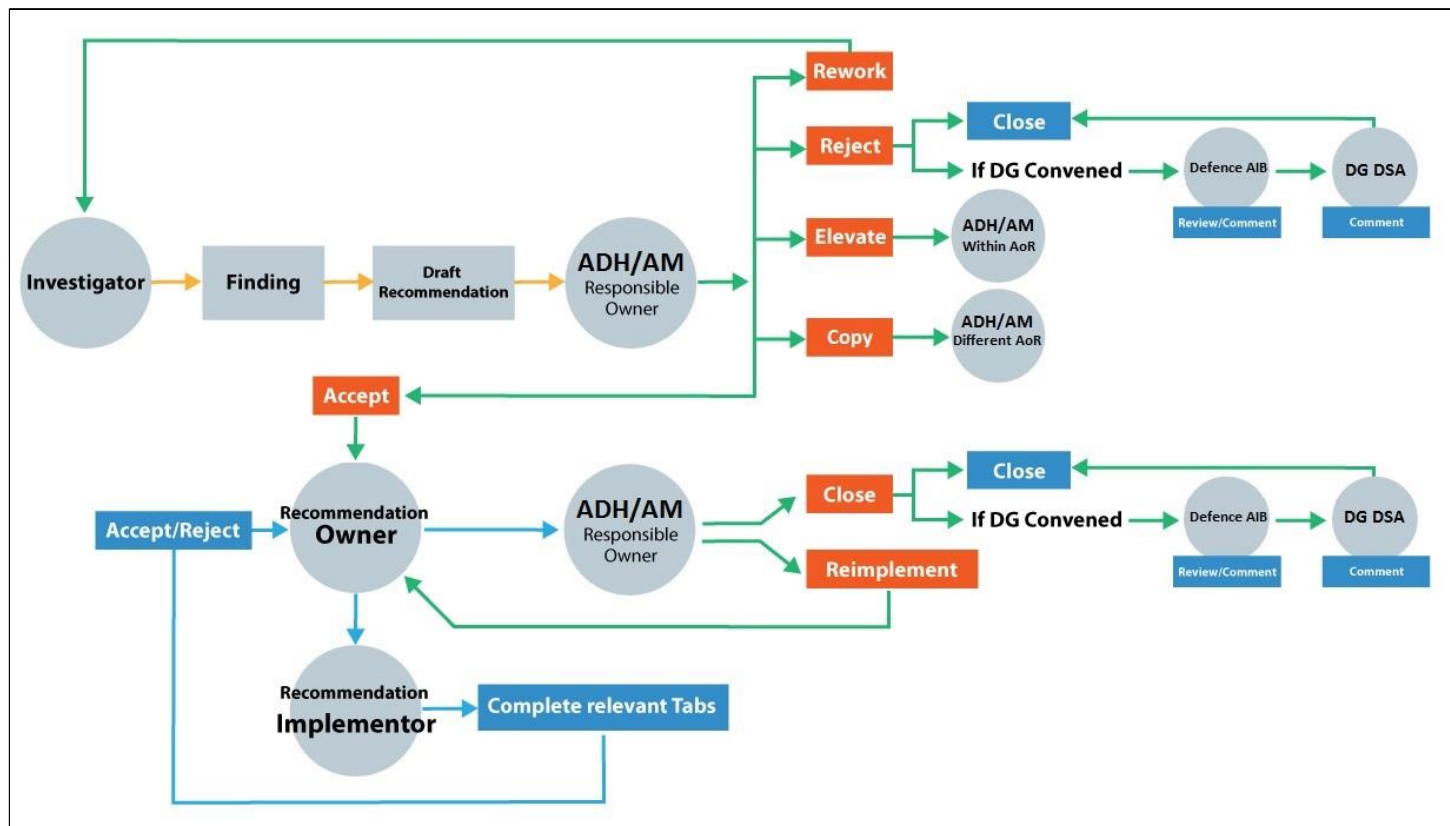 Rework
Close
Reject
If DG Convened
Defence AIB
DG DSA
Review/Comment
Comment
Investigator
Finding
Draft
Recommendation
ADH/AM
Responsible
Owner
Elevate
ADH/AM
Within AoR
Copy
ADH/AM
Different AoR
Accept
Accept/Reject
Recommendation
Owner
ADH/AM
Responsible
Owner
Close
Close
If DG Convened
Defence AIB
DG DSA
Review/Comment
Comment
Reimplement
Recommendation
Implementor
Complete relevant Tabs